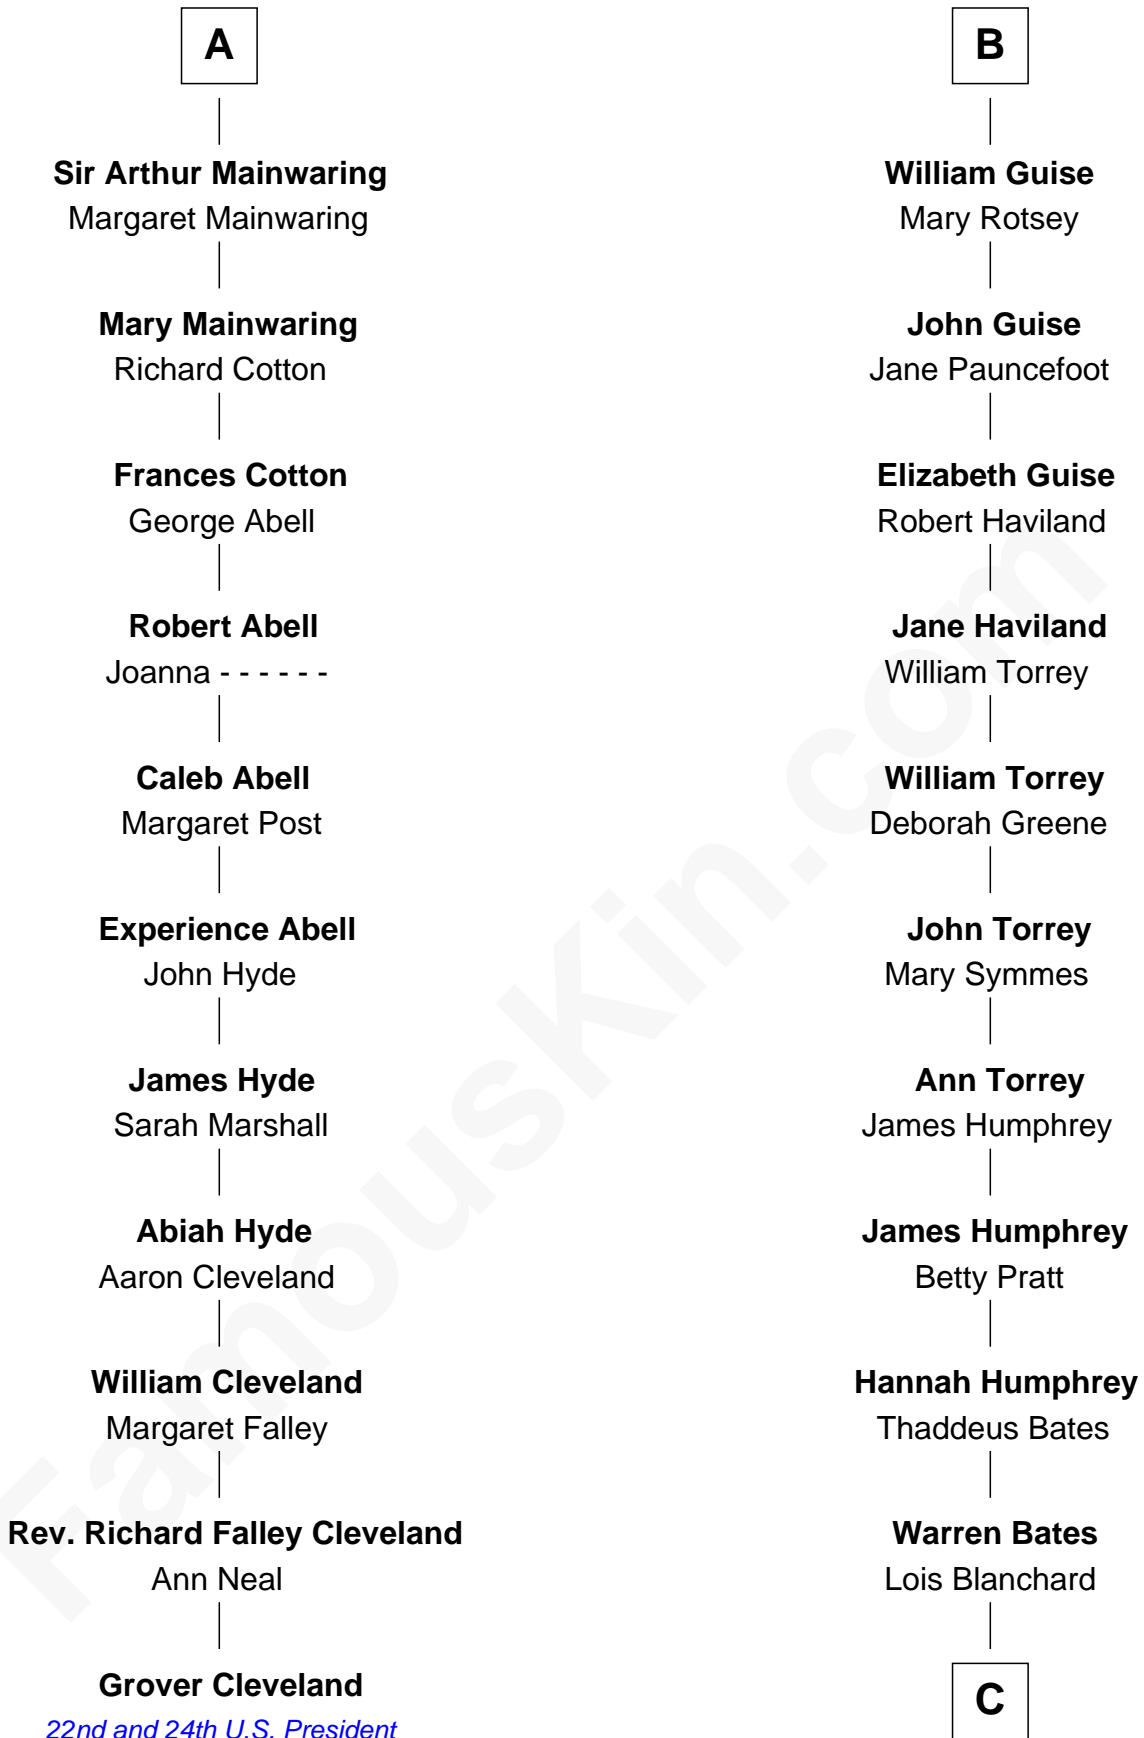 A
Sir Arthur Mainwaring
Margaret Mainwaring
Mary Mainwaring
Richard Cotton
Frances Cotton
George Abell
Robert Abell
Joanna - - - - - -
Caleb Abell
Margaret Post
Experience Abell
John Hyde
James Hyde
Sarah Marshall
Abiah Hyde
Aaron Cleveland
William Cleveland
Margaret Falley
Rev. Richard Falley Cleveland
Ann Neal
Grover Cleveland
22nd and 24th U.S. President
B
William Guise
Mary Rotsey
John Guise
Jane Pauncefoot
Elizabeth Guise
Robert Haviland
Jane Haviland
William Torrey
William Torrey
Deborah Greene
John Torrey
Mary Symmes
Ann Torrey
James Humphrey
James Humphrey
Betty Pratt
Hannah Humphrey
Thaddeus Bates
Warren Bates
Lois Blanchard
C
FamousKin.com